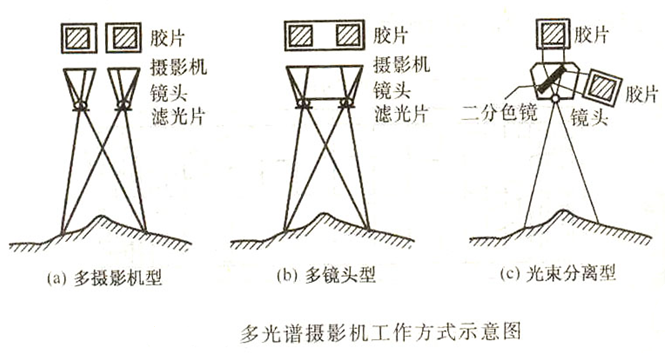 胶片
摄影机
镜头
滤光片
(a) 多摄影机型
胶片
摄影机
镜头
滤光片
(b) 多镜头型
胶片
胶片
二分色镜
镜头
(c) 光束分离型
多光谱摄影机工作方式示意图